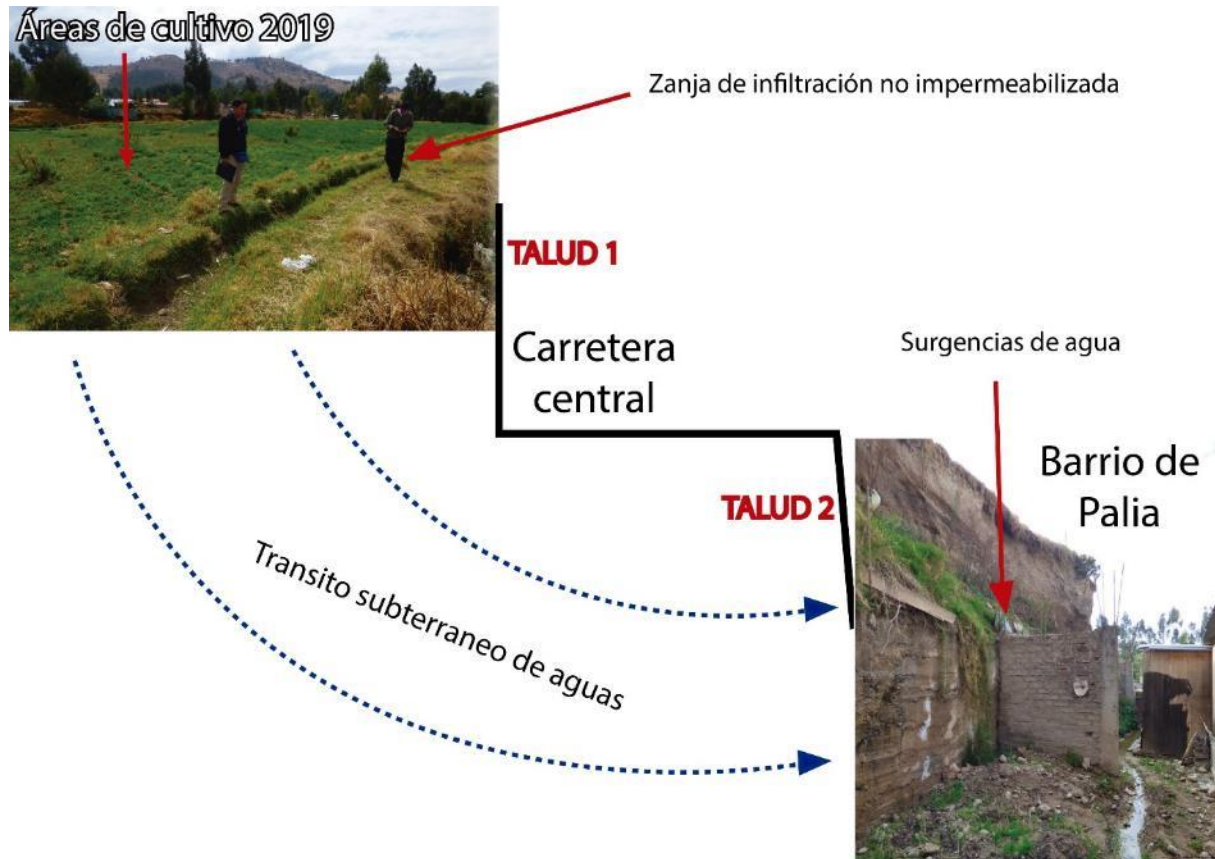 Áreas de cultivo 2019
Zanja de infiltración no impermeabilizada
TALUD 1
Carretera
central
Surgencias de agua
Barrio de
Palia
TALUD 2
Transito subterraneo de aguas